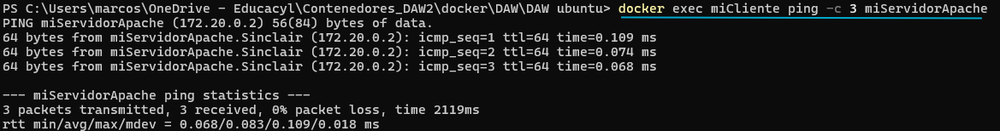 PS C:\Users\marcos\OneDrive - Educacyl\Contenedores_DAW2\docker\DAW\DAW ubuntu> docker exec miCliente ping -c 3 miServidorApache
PING miServidorApache (172.20.0.2) 56(84) bytes of data.
64 bytes from miServidorApache.Sinclair (172.20.0.2): icmp_seq=1 ttl=64 time=0.109 ms
64 bytes from miServidorApache.Sinclair (172.20.0.2): icmp_seq=2 ttl=64 time=0.074 ms
64 bytes from miServidorApache.Sinclair (172.20.0.2): icmp_seq=3 ttl=64 time=0.068 ms

--- miServidorApache ping statistics ---
3 packets transmitted, 3 received, 0% packet loss, time 2119ms
rtt min/avg/max/mdev = 0.068/0.083/0.109/0.018 ms